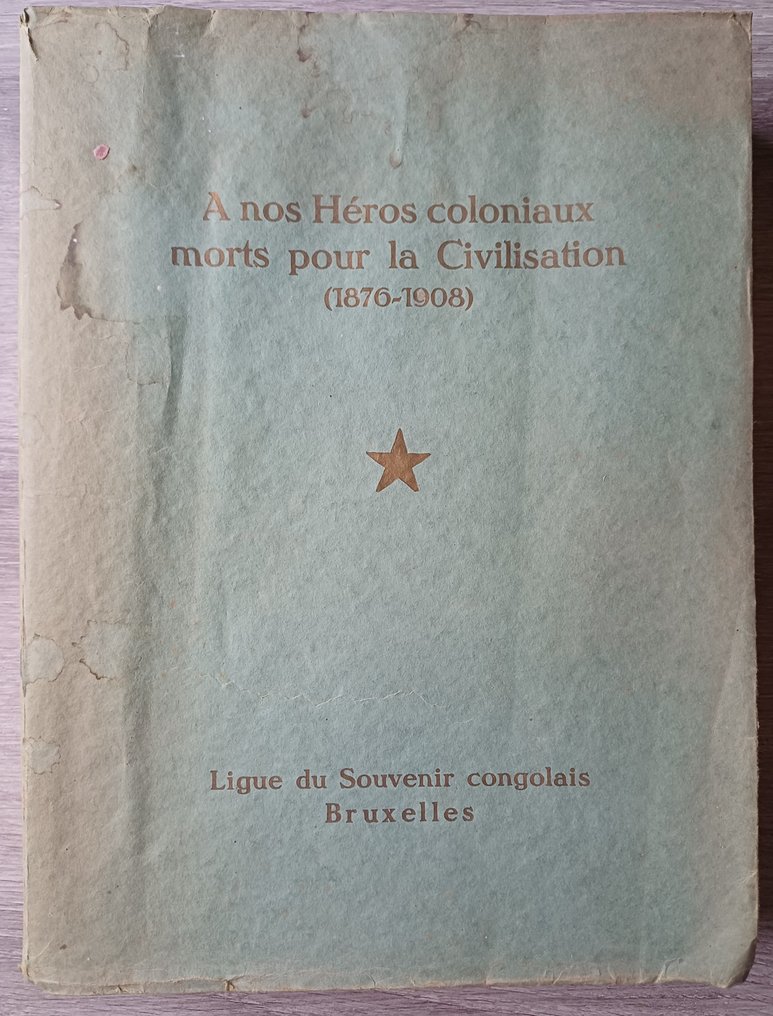 A nos Héros coloniaux
morts pour la Civilisation
(1876-1908)
Ligue du Souvenir congolais
Bruxelles